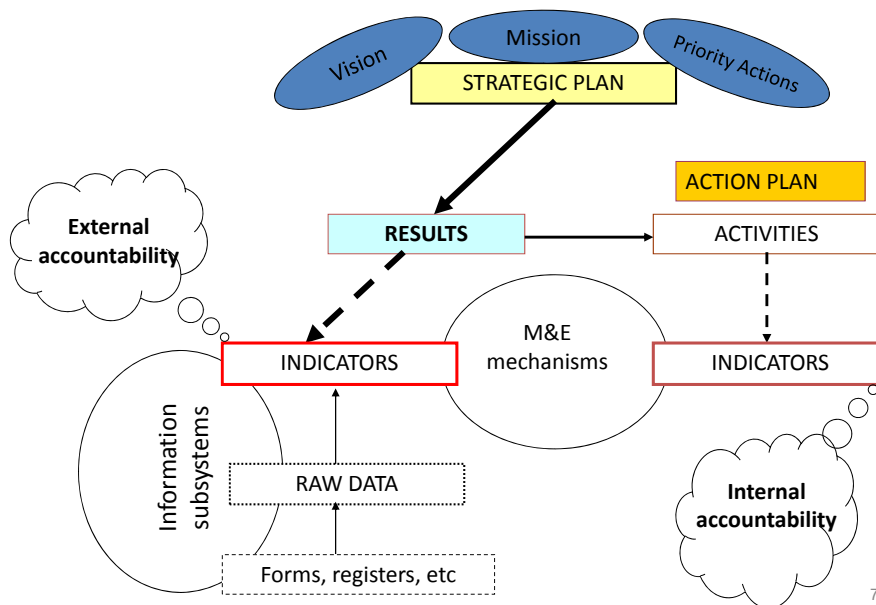 Vision
Mission
Priority Actions
STRATEGIC PLAN
ACTION PLAN
External
accountability
RESULTS
ACTIVITIES
M&E
mechanisms
INDICATORS
INDICATORS
Information
subsystems
RAW DATA
Internal
accountability
Forms, registers, etc
7